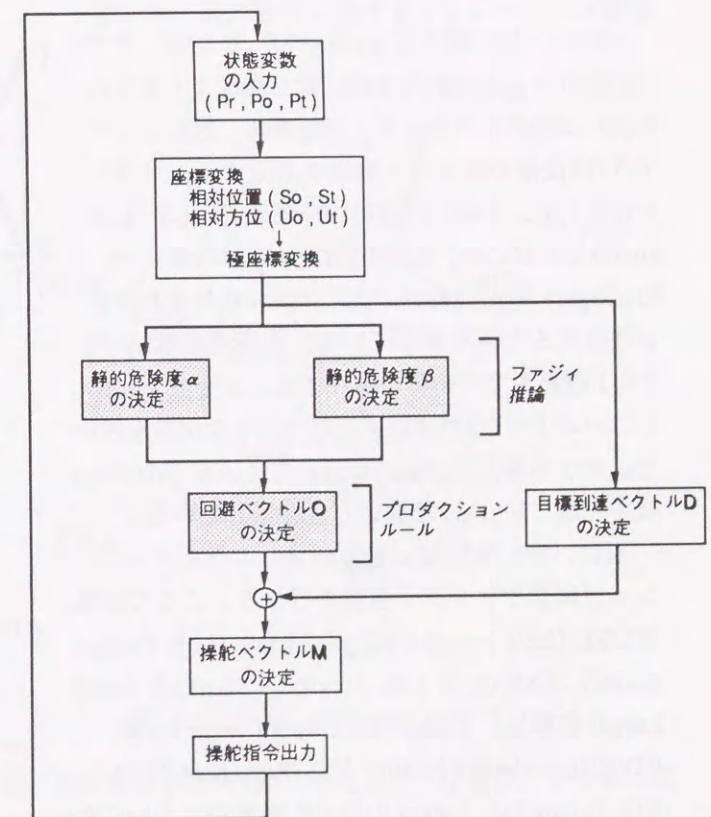 状態変数
の入力
( Pr , Po , Pt )
座標変換
相対位置 ( So , St )
相対方位 ( Uo , Ut )
↓
極座標変換
静的危険度α
の決定
静的危険度β
の決定
ファジィ
推論
回避ベクトルO
の決定
プロダクション
ルール
目標到達ベクトルD
の決定
+
操舵ベクトルM
の決定
操舵指令出力